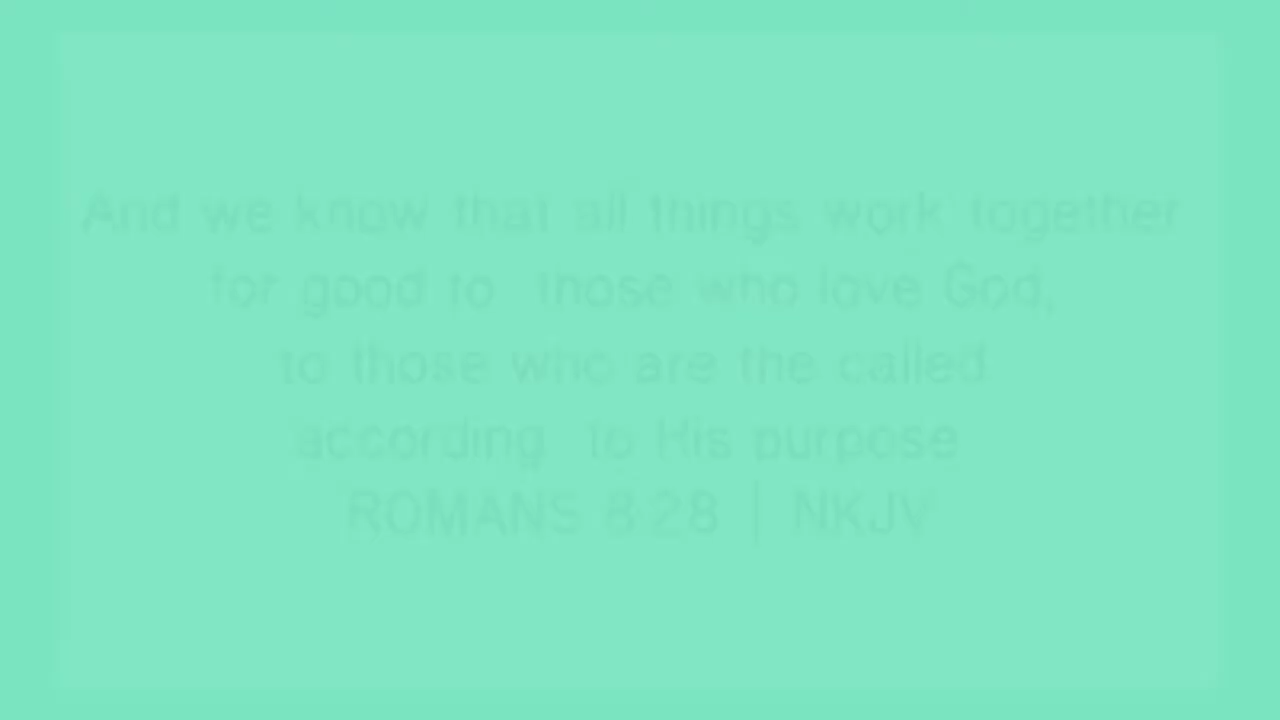 And we know that all things work together
for good to those who love God,
to those who are the called
according to His purpose
ROMANS 8:28 | NKJV